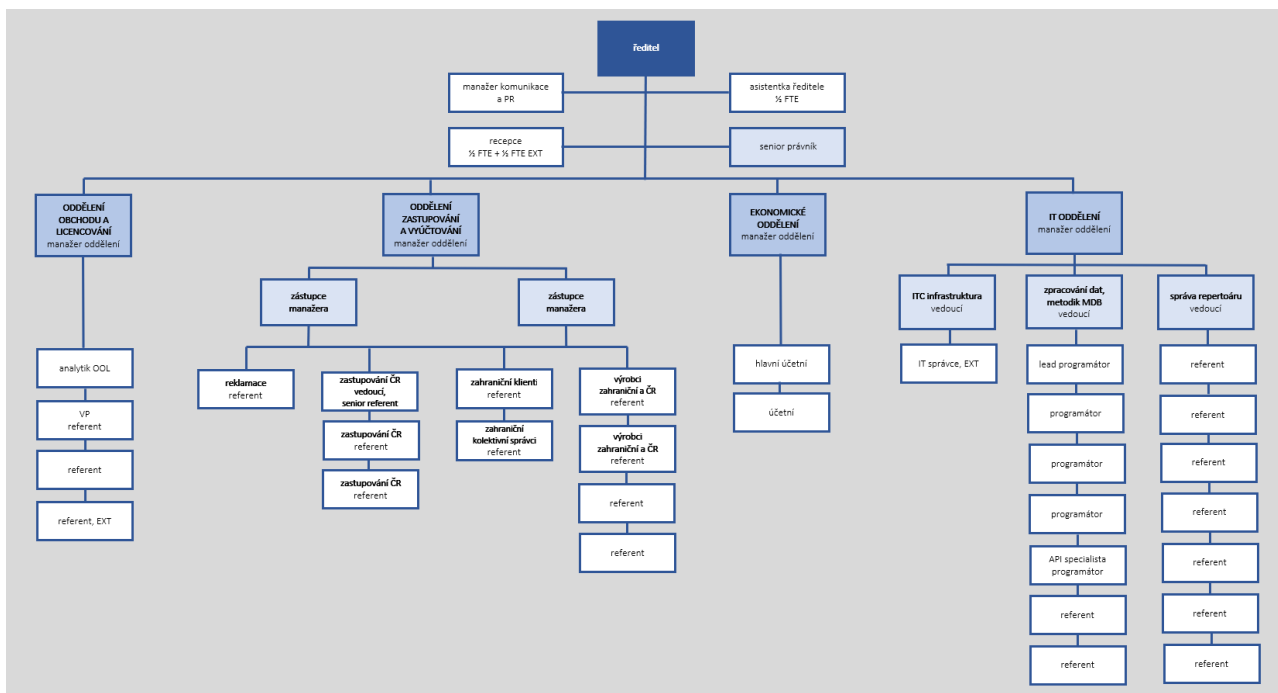 ředitel
manažer komunikace
a PR
asistentka ředitele
½ FTE
recepce
½ FTE + ½ FTE EXT
senior právník
ODDĚLENÍ
OBCHODU A
LICENCOVÁNÍ
manažer oddělení
ODDĚLENÍ
ZASTUPOVÁNÍ
A VYÚČTOVÁNÍ
manažer oddělení
EKONOMICKÉ
ODDĚLENÍ
manažer oddělení
IT ODDĚLENÍ
manažer oddělení
zástupce
manažera
zástupce
manažera
ITC infrastruktura
vedoucí
zpracování dat,
metodik MDB
vedoucí
správa repertoáru
vedoucí
analytik OOL
VP
referent
referent
referent, EXT
reklamace
referent
zastupování ČR
vedoucí,
senior referent
zastupování ČR
referent
zastupování ČR
referent
zahraniční klienti
referent
zahraniční
kolektivní správci
referent
výrobci
zahraniční a ČR
referent
výrobci
zahraniční a ČR
referent
referent
referent
hlavní účetní
účetní
IT správce, EXT
lead programátor
programátor
programátor
programátor
API specialista
programátor
referent
referent
referent
referent
referent
referent
referent
referent
referent